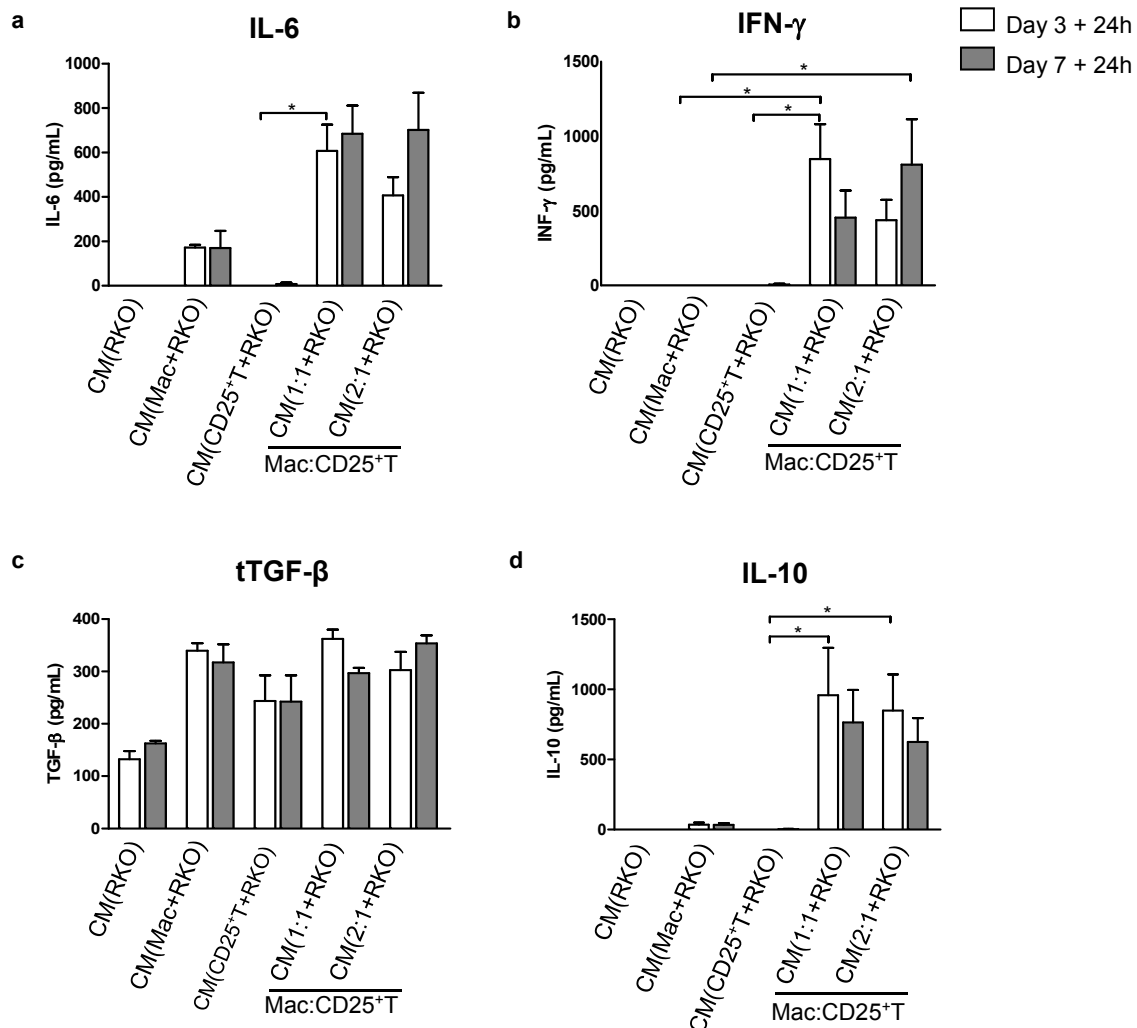 a
IL-6
1000
800
600
400
200
0
IL-6 (pg/mL)
*
CM(RKO)
CM(Mac+RKO)
CM(CD25⁺T+RKO)
CM(1:1+RKO)
CM(2:1+RKO)
Mac:CD25⁺T
b
IFN-γ
1500
1000
500
0
INF-γ (pg/mL)
*
*
*
CM(RKO)
CM(Mac+RKO)
CM(CD25⁺T+RKO)
CM(1:1+RKO)
CM(2:1+RKO)
Mac:CD25⁺T
Day 3 + 24h
Day 7 + 24h
c
tTGF-β
400
300
200
100
0
TGF-β (pg/mL)
CM(RKO)
CM(Mac+RKO)
CM(CD25⁺T+RKO)
CM(1:1+RKO)
CM(2:1+RKO)
Mac:CD25⁺T
d
IL-10
1500
1000
500
0
IL-10 (pg/mL)
*
*
CM(RKO)
CM(Mac+RKO)
CM(CD25⁺T+RKO)
CM(1:1+RKO)
CM(2:1+RKO)
Mac:CD25⁺T